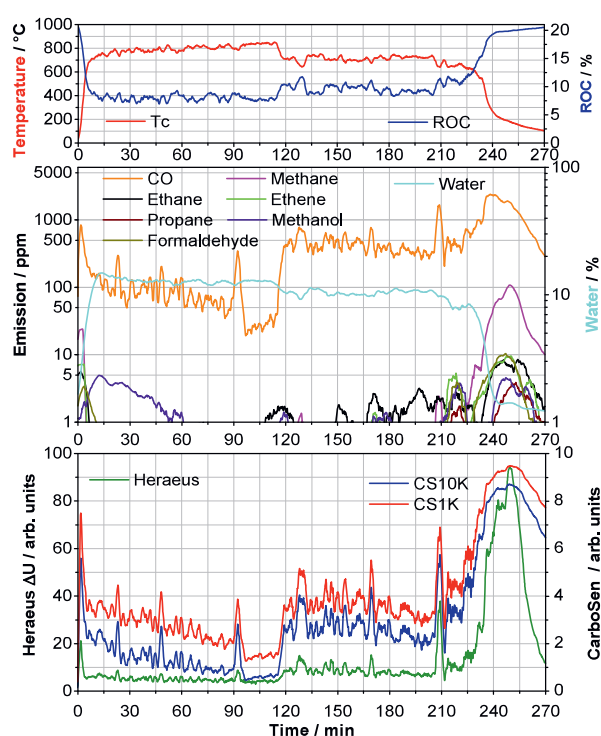 1000
800
600
400
200
0
Temperature / °C
Tc
ROC
20
15
10
5
0
ROC / %
0 30 60 90 120 150 180 210 240 270
5000
1000
500
100
50
10
5
1
Emission / ppm
CO
Methane
Water
Ethane
Ethene
Propane
Methanol
Formaldehyde
100
10
1
Water / %
100
80
60
40
20
0
Heraeus ΔU / arb. units
Heraeus
CS10K
CS1K
10
8
6
4
2
0
CarboSen / arb. units
0 30 60 90 120 150 180 210 240 270
Time / min